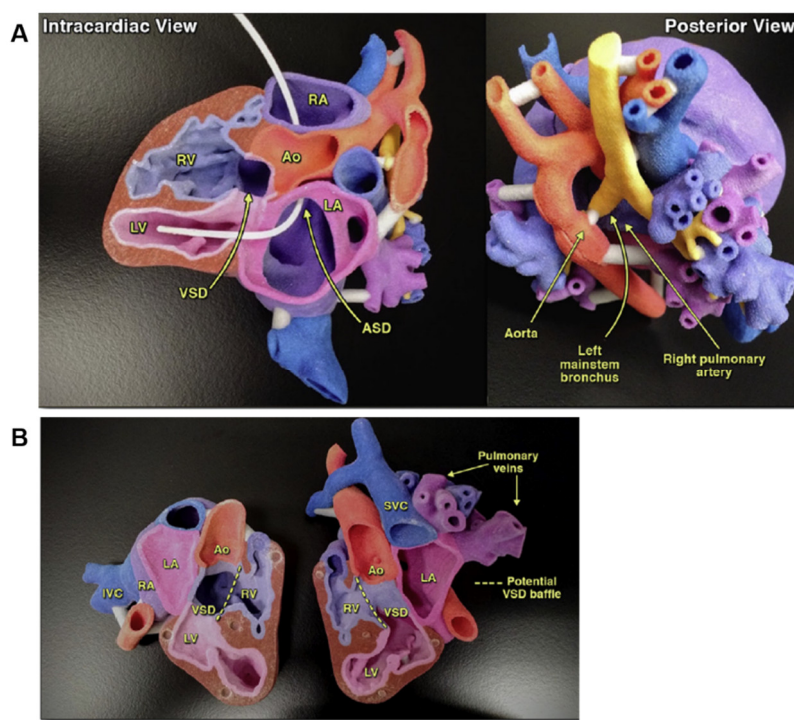 A
Intracardiac View
Posterior View
RA
RV
Ao
LA
LV
VSD
ASD
Aorta
Left
mainstem
bronchus
Right pulmonary
artery
B
Pulmonary
veins
SVC
Ao
LA
IVC
RA
VSD
RV
LV
Ao
LA
RV
VSD
LV
Potential
VSD baffle